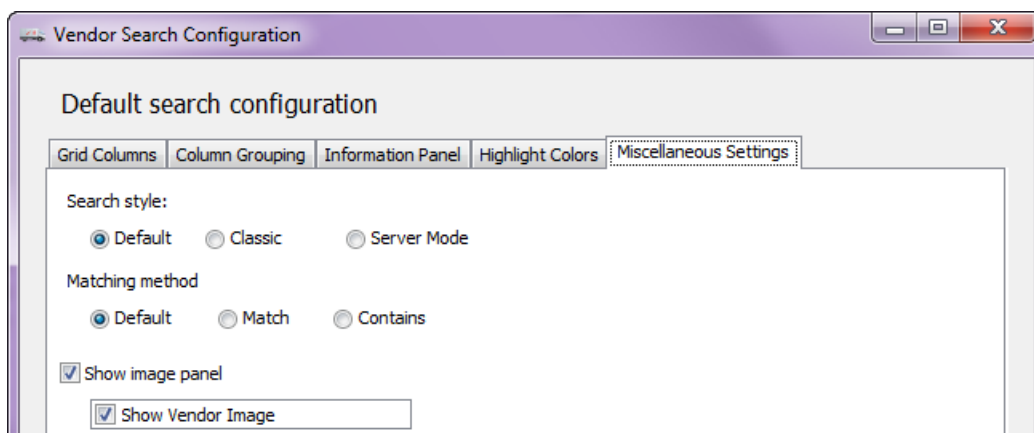 Vendor Search Configuration
Default search configuration
Grid Columns Column Grouping Information Panel Highlight Colors Miscellaneous Settings
Search style:
Default Classic Server Mode
Matching method
Default Match Contains
Show image panel
Show Vendor Image